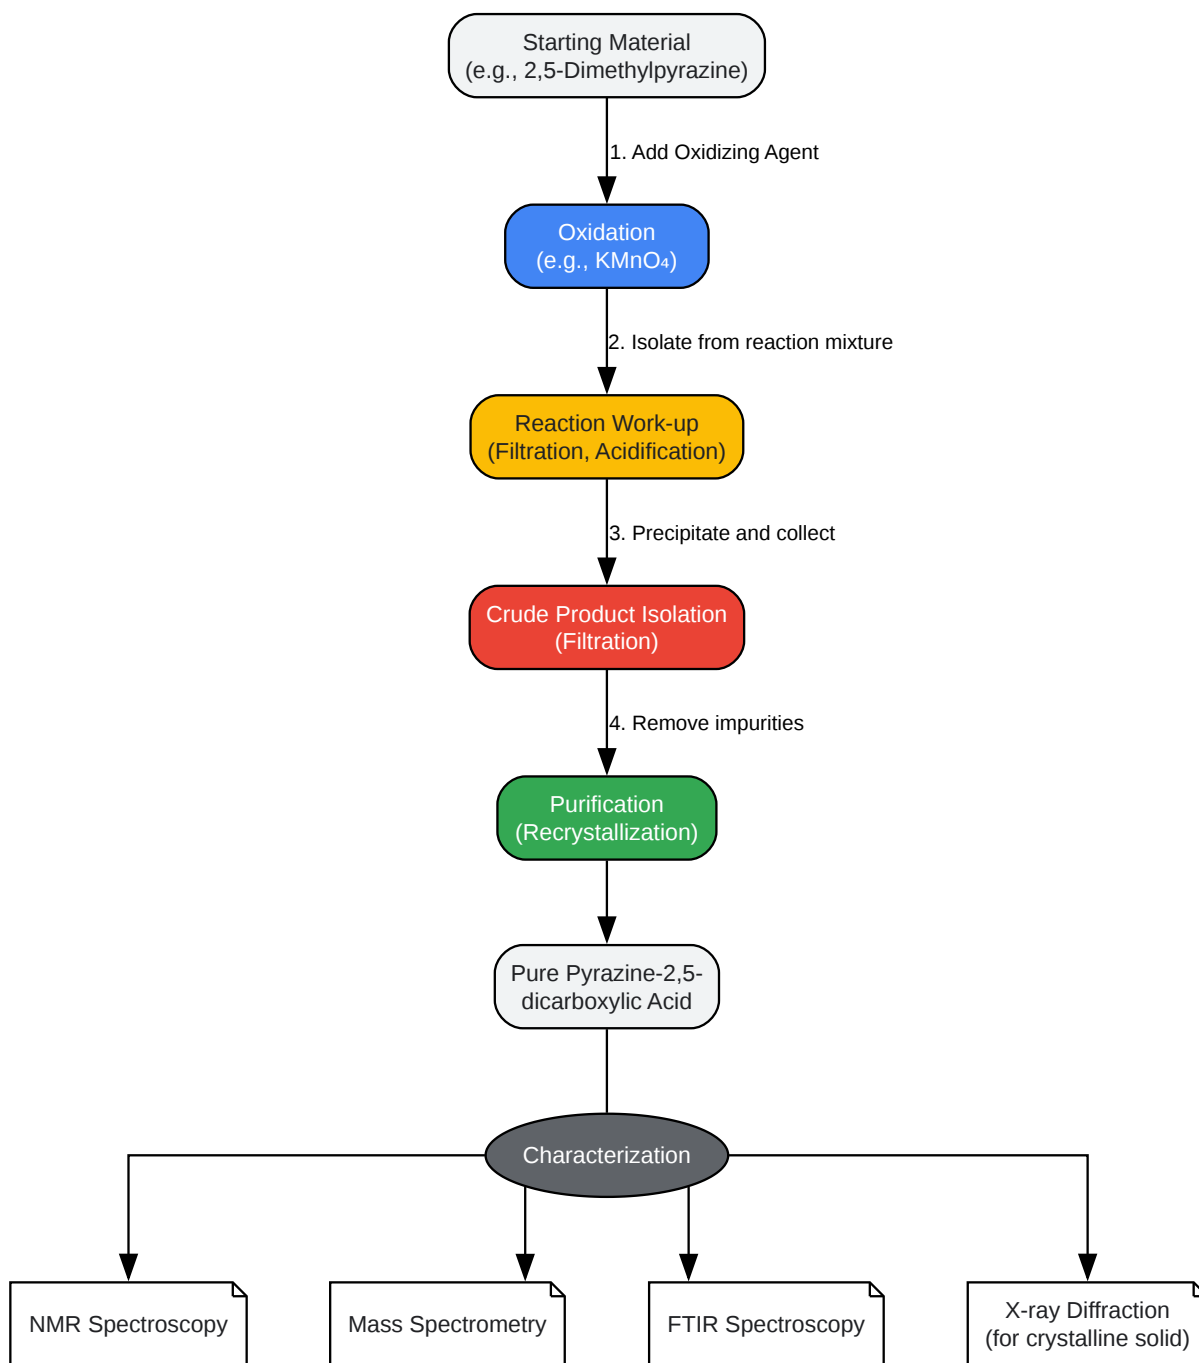 Starting Material
(e.g., 2,5-Dimethylpyrazine)
1. Add Oxidizing Agent
Oxidation
(e.g., KMnO₄)
2. Isolate from reaction mixture
Reaction Work-up
(Filtration, Acidification)
3. Precipitate and collect
Crude Product Isolation
(Filtration)
4. Remove impurities
Purification
(Recrystallization)
Pure Pyrazine-2,5-
dicarboxylic Acid
Characterization
NMR Spectroscopy
Mass Spectrometry
FTIR Spectroscopy
X-ray Diffraction
(for crystalline solid)